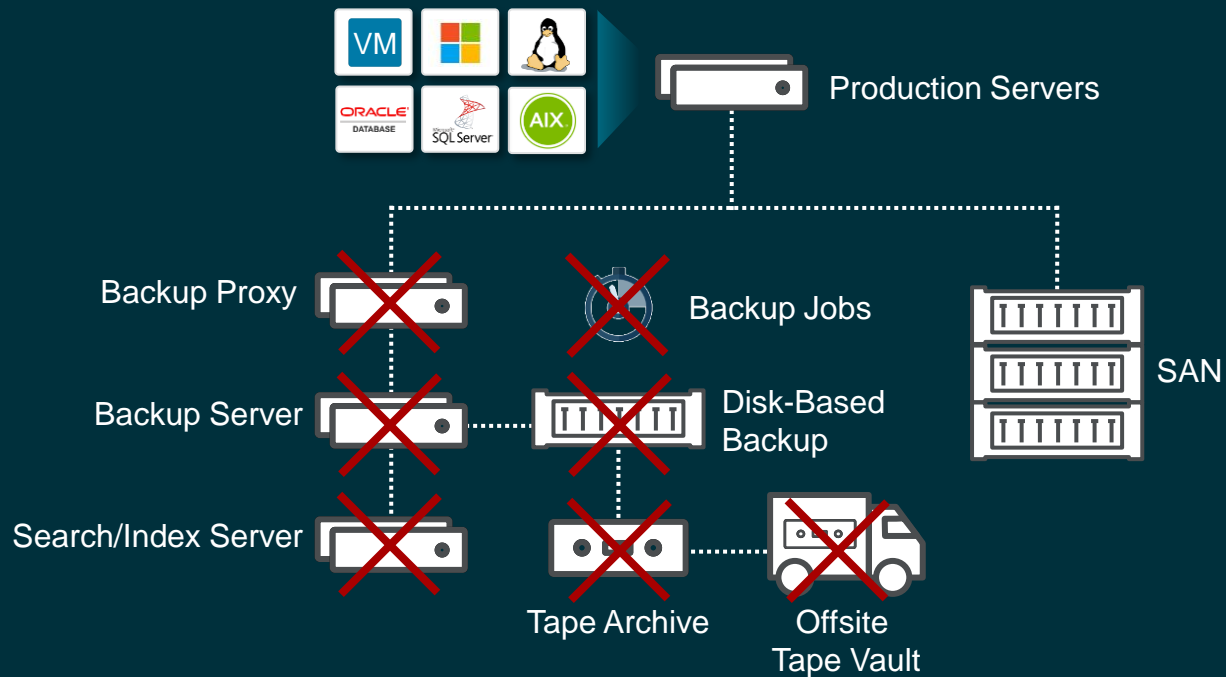 VM
ORACLE
DATABASE
Microsoft
SQL Server
AIX
Production Servers
Backup Proxy
Backup Jobs
Backup Server
Disk-Based
Backup
SAN
Search/Index Server
Tape Archive
Offsite
Tape Vault